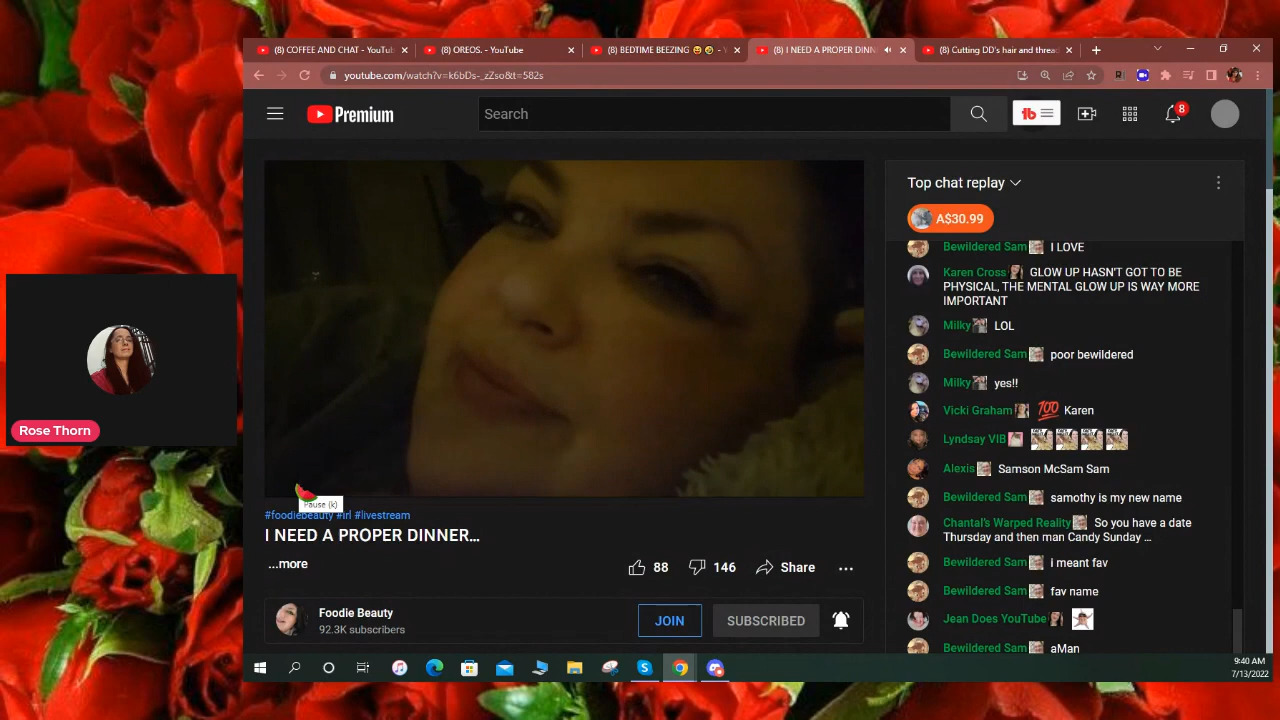 (8) COFFEE AND CHAT - YouTu
(8) OREOS. - YouTube
(8) BEDTIME BEEZING
(8) I NEED A PROPER DINN
(8) Cutting DD's hair and threa
youtube.com/watch?v=k6bDs-_zZso&t=582s
Premium
Search
tb
8
Top chat replay
A$30.99
Bewildered Sam I LOVE
Karen Cross GLOW UP HASN'T GOT TO BE
PHYSICAL, THE MENTAL GLOW UP IS WAY MORE
IMPORTANT
Milky LOL
Bewildered Sam poor bewildered
Milky yes!!
Vicki Graham 💯 Karen
Lyndsay VIB
Alexis Samson McSam Sam
Bewildered Sam samothy is my new name
Chantal's Warped Reality So you have a date
Thursday and then man Candy Sunday ...
Bewildered Sam i meant fav
Bewildered Sam fav name
Jean Does YouTube
Bewildered Sam aMan
Rose Thorn
Pause (k)
#foodiebeauty #irl #livestream
I NEED A PROPER DINNER...
...more
88
146
Share
Foodie Beauty
92.3K subscribers
JOIN
SUBSCRIBED
9:40 AM
7/13/2022